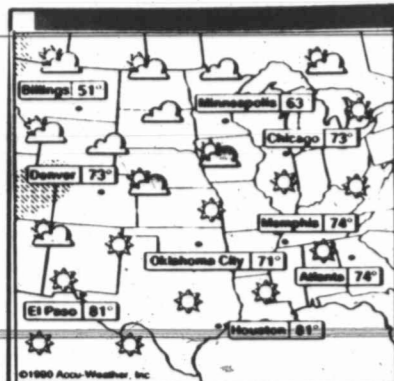 Billings 51°
Minneapolis 63
Chicago 73°
Denver 73°
Memphis 74°
Oklahoma City 71°
Atlanta 74°
El Paso 81°
Houston 81°
©1990 Accu-Weather, Inc.